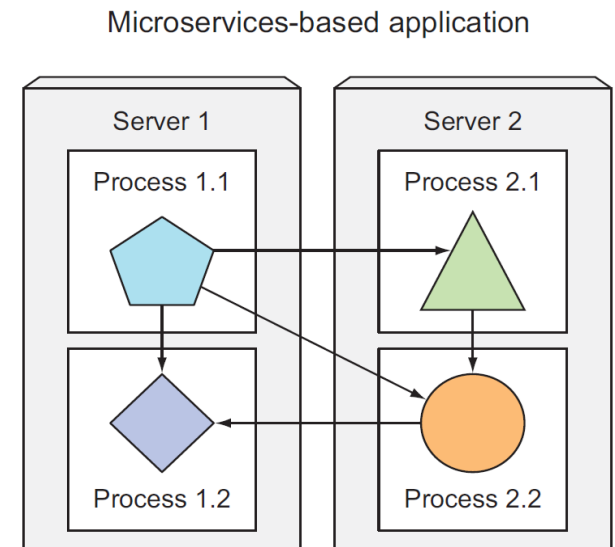 Microservices-based application
Server 1
Server 2
Process 1.1
Process 2.1
Process 1.2
Process 2.2